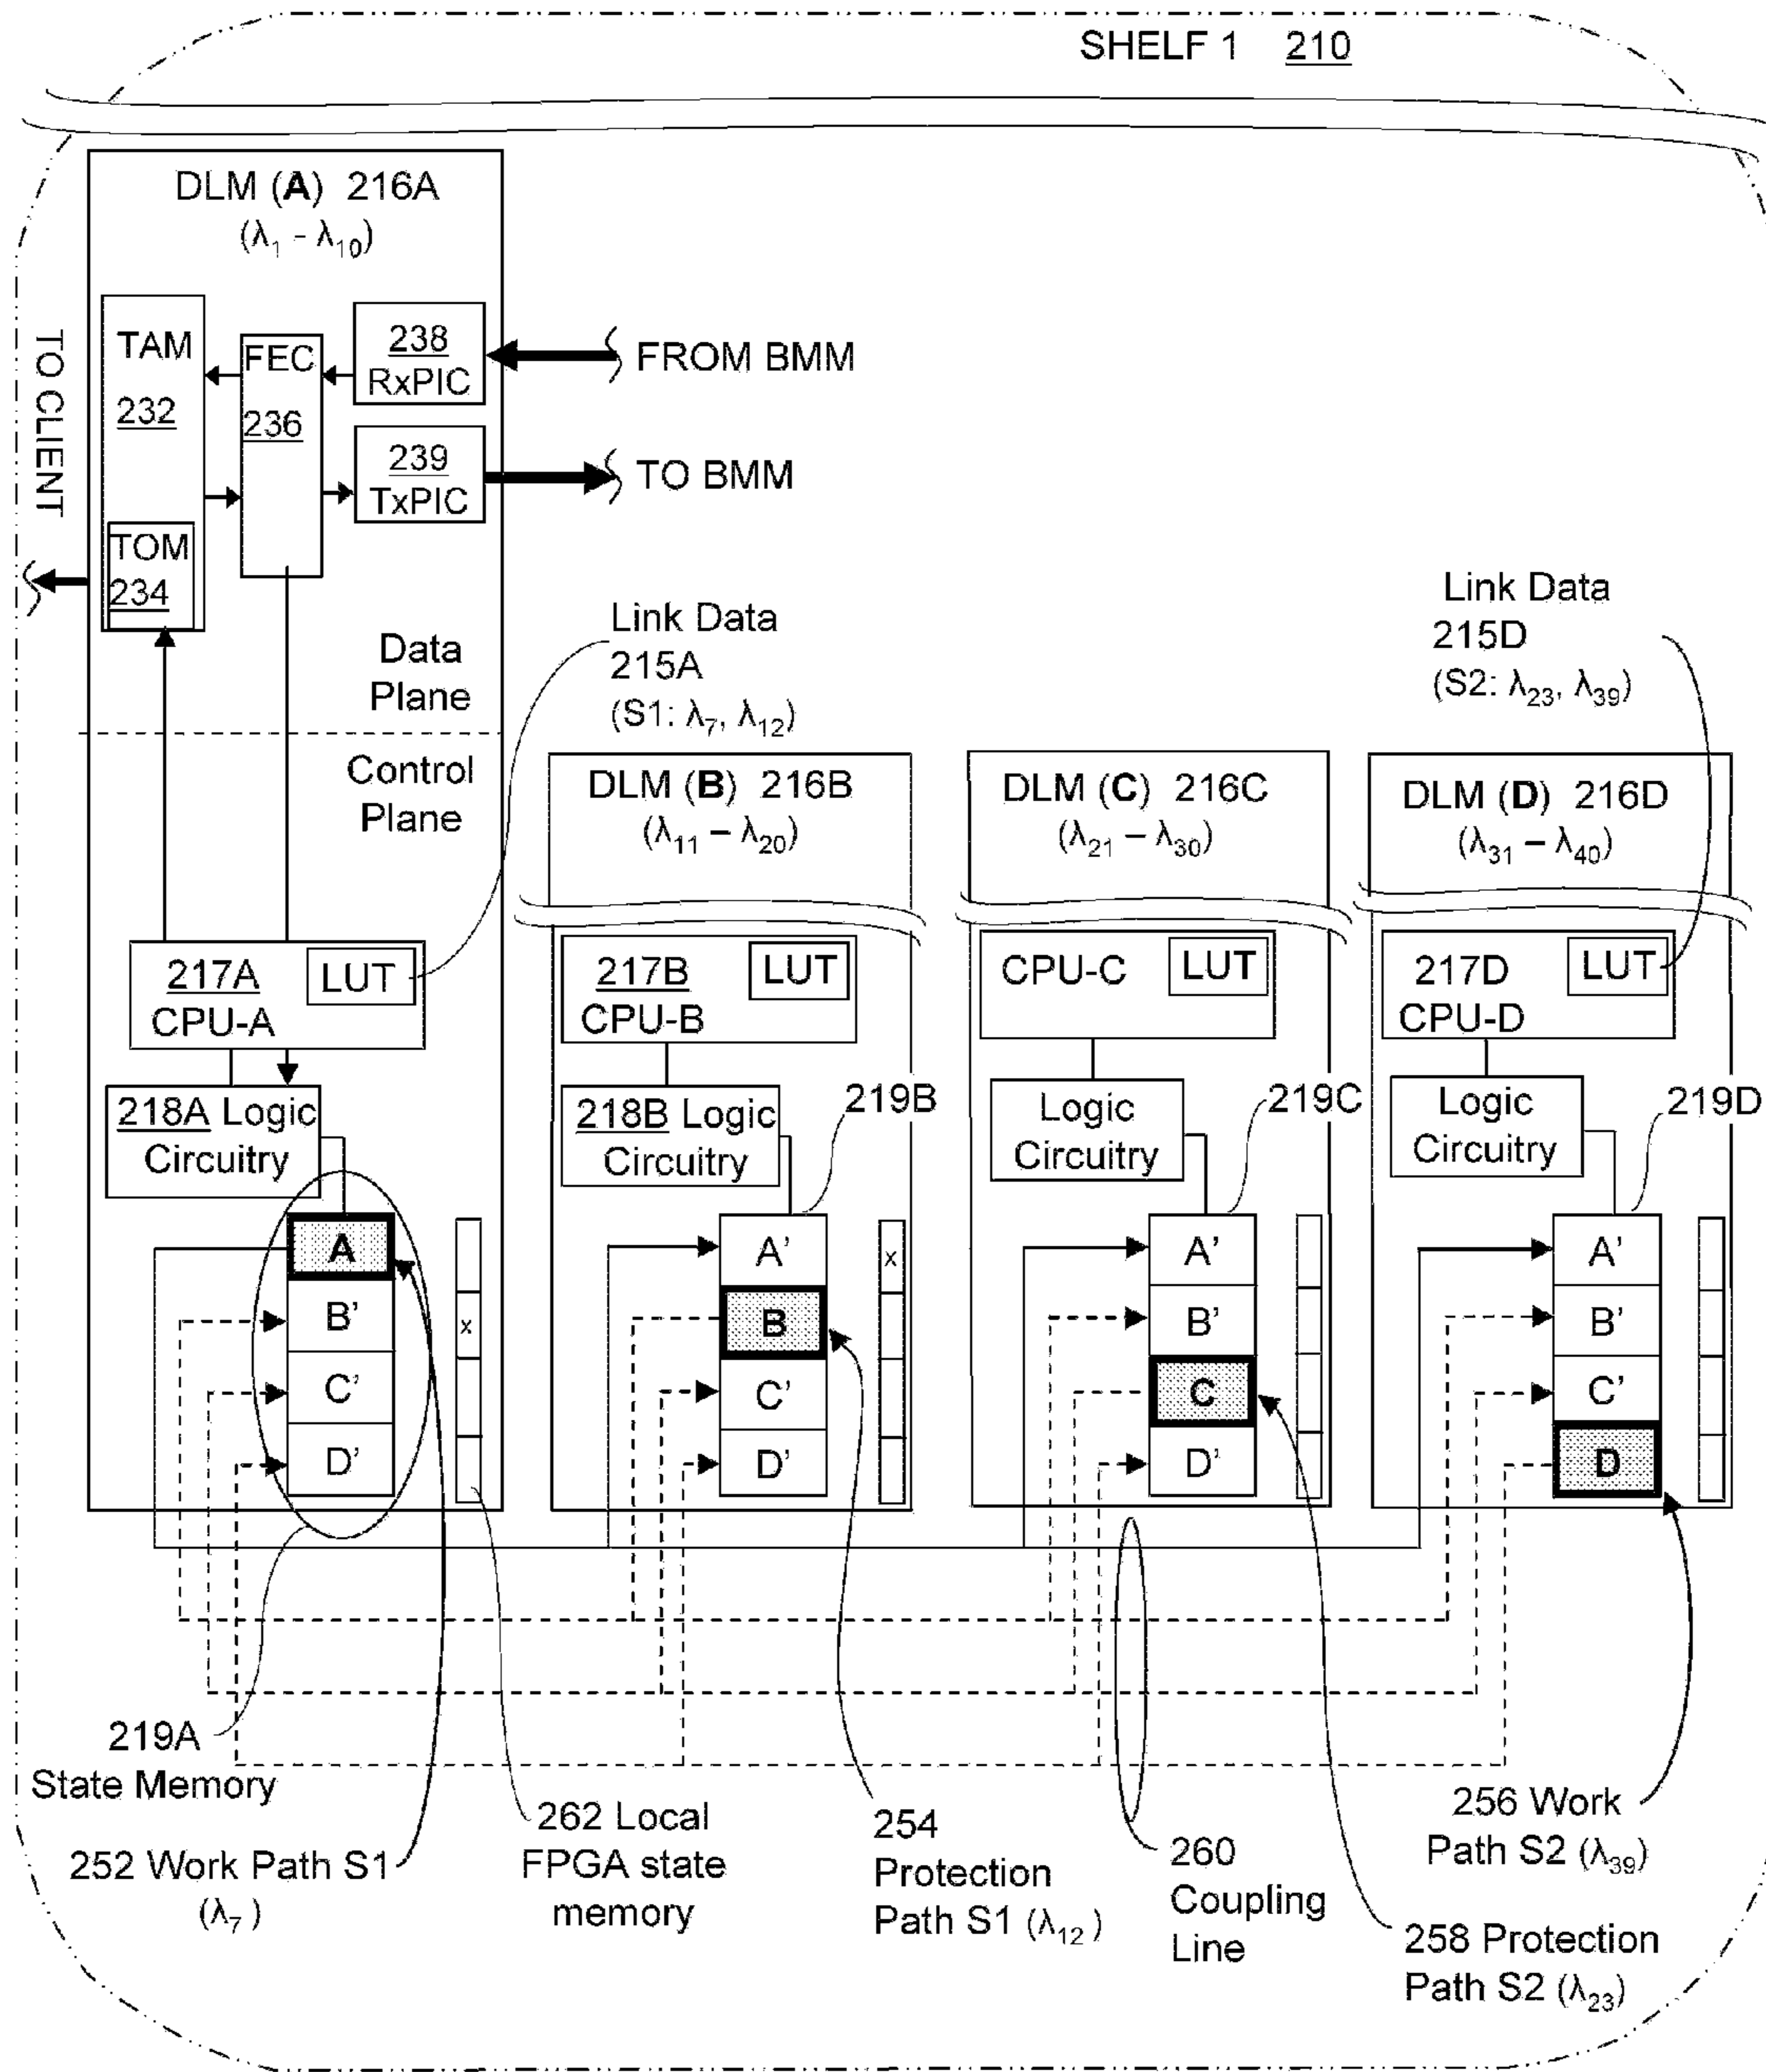 SHELF 1 210
DLM (A) 216A
(λ1 - λ10)
TO CLIENT
TAM
232
TOM
234
FEC
236
238
RxPIC
239
TxPIC
FROM BMM
TO BMM
Data
Plane
Control
Plane
Link Data
215A
(S1: λ7, λ12)
Link Data
215D
(S2: λ23, λ39)
DLM (B) 216B
(λ11 – λ20)
DLM (C) 216C
(λ21 – λ30)
DLM (D) 216D
(λ31 – λ40)
217A
CPU-A
LUT
217B
CPU-B
LUT
CPU-C
LUT
217D
CPU-D
LUT
218A Logic
Circuitry
218B Logic
Circuitry
219B
Logic
Circuitry
219C
Logic
Circuitry
219D
A
B'
C'
D'
x
A'
B
C'
D'
x
A'
B'
C
D'
A'
B'
C'
D
219A
State Memory
252 Work Path S1
(λ7 )
262 Local
FPGA state
memory
254
Protection
Path S1 (λ12 )
260
Coupling
Line
256 Work
Path S2 (λ39)
258 Protection
Path S2 (λ23)